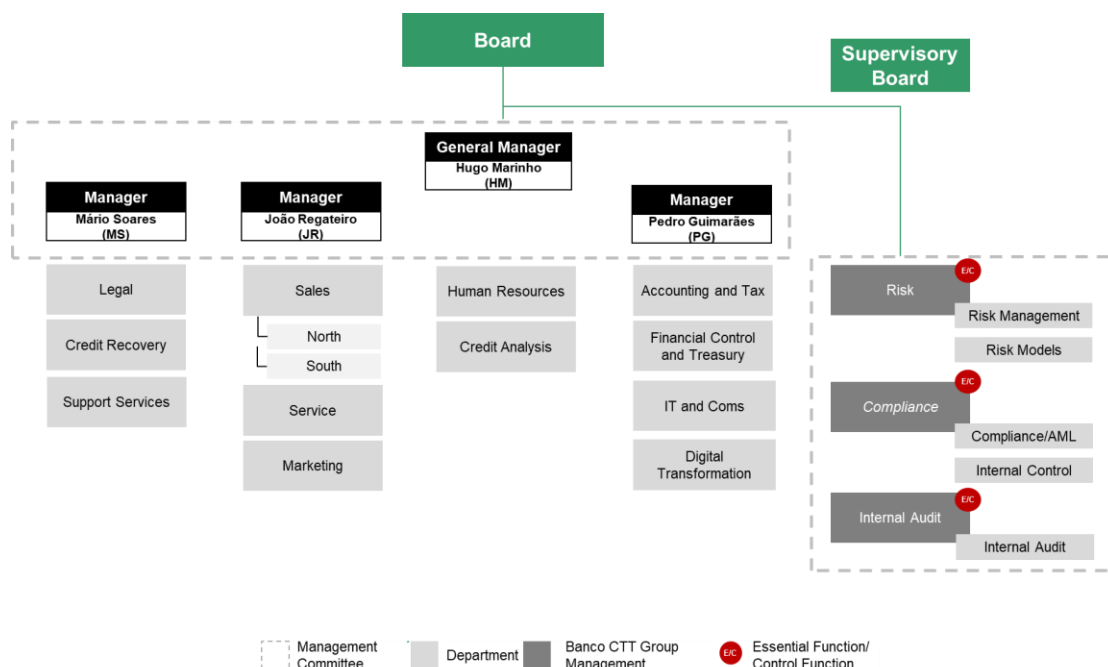 Board
Supervisory
Board
General Manager
Hugo Marinho
(HM)
Manager
Mário Soares
(MS)
Manager
João Regateiro
(JR)
Manager
Pedro Guimarães
(PG)
Legal
Credit Recovery
Support Services
Sales
North
South
Service
Marketing
Human Resources
Credit Analysis
Accounting and Tax
Financial Control
and Treasury
IT and Coms
Digital
Transformation
E/C
Risk
Risk Management
Risk Models
E/C
Compliance
Compliance/AML
Internal Control
E/C
Internal Audit
Internal Audit
Management
Committee
Department
Banco CTT Group
Management
E/C
Essential Function/
Control Function